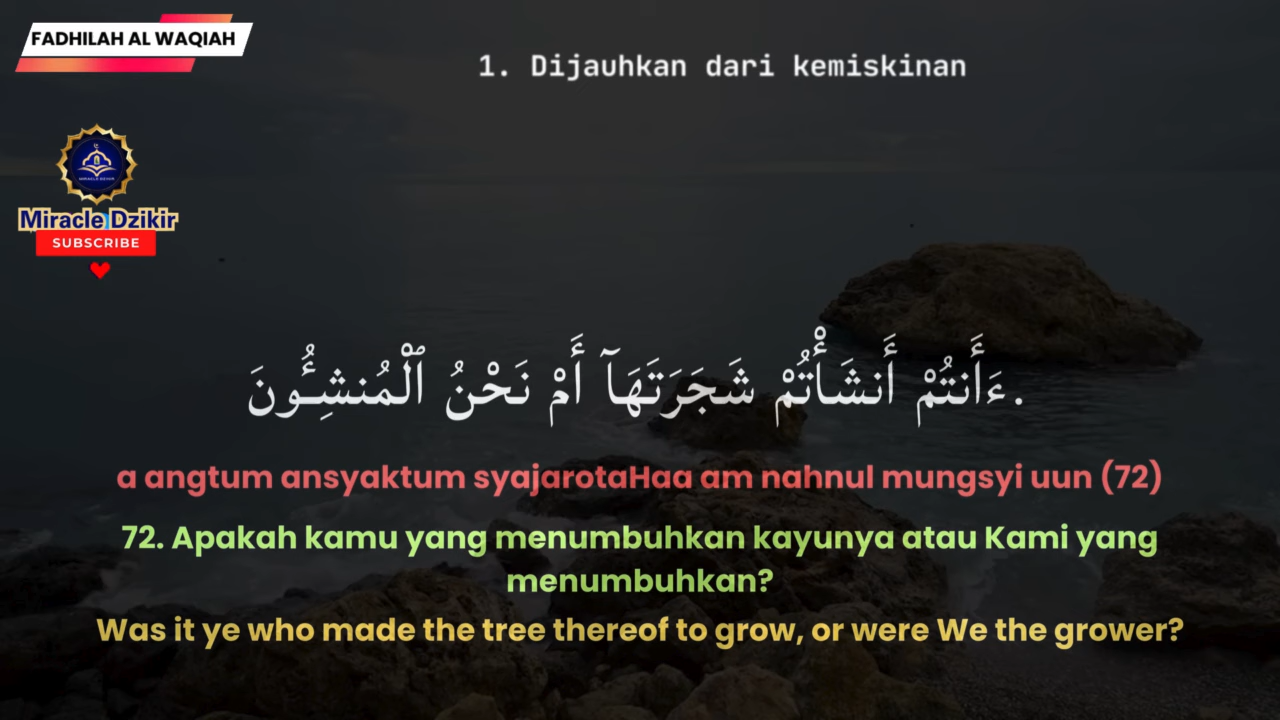 FADHILAH AL WAQIAH
1. Dijauhkan dari kemiskinan
Miracle Dzikir
SUBSCRIBE
ءَأَنتُمْ أَنشَأْتُمْ شَجَرَتَهَآ أَمْ نَحْنُ ٱلْمُنشِـُٔونَ.
a angtum ansyaktum syajarotaHaa am nahnul mungsyi uun (72)
72. Apakah kamu yang menumbuhkan kayunya atau Kami yang
menumbuhkan?
Was it ye who made the tree thereof to grow, or were We the grower?